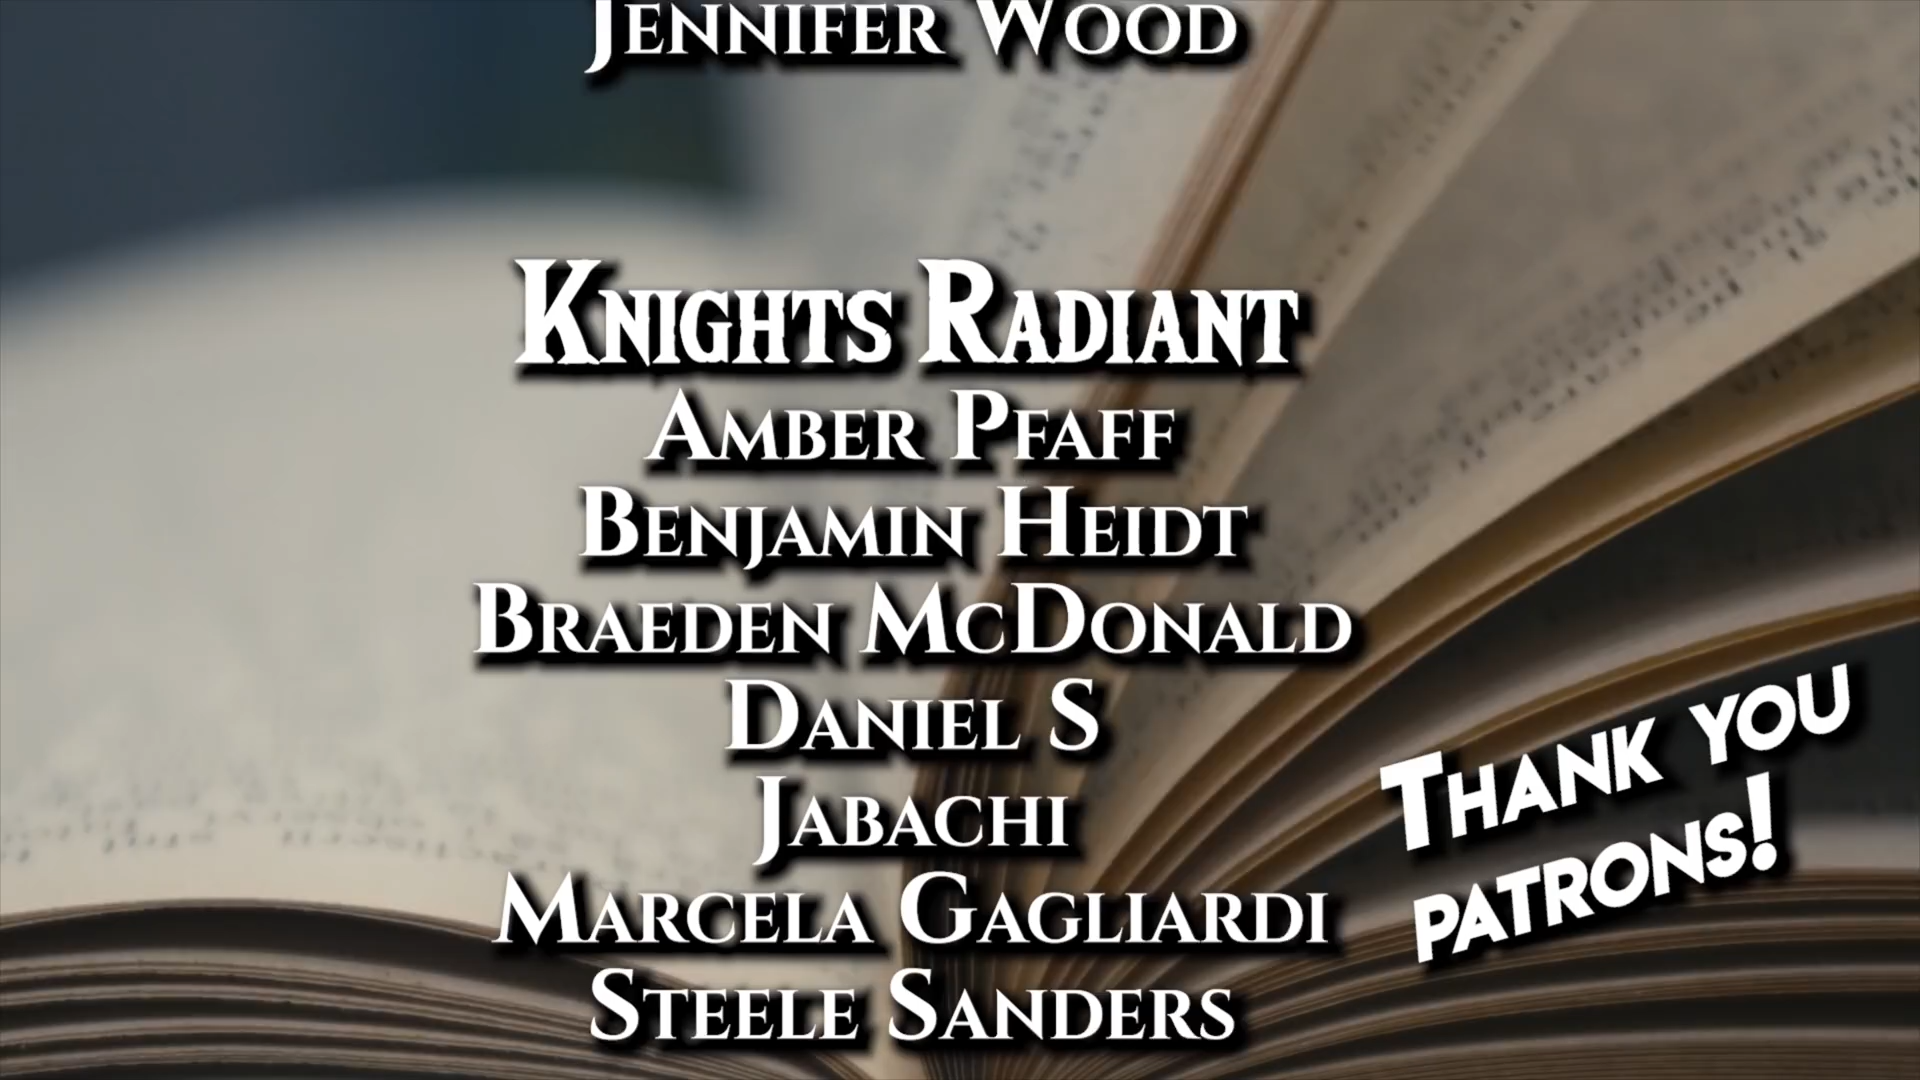 Jennifer Wood
Knights Radiant
Amber Pfaff
Benjamin Heidt
Braeden McDonald
Daniel S
Jabachi
Marcela Gagliardi
Steele Sanders
Thank you
patrons!